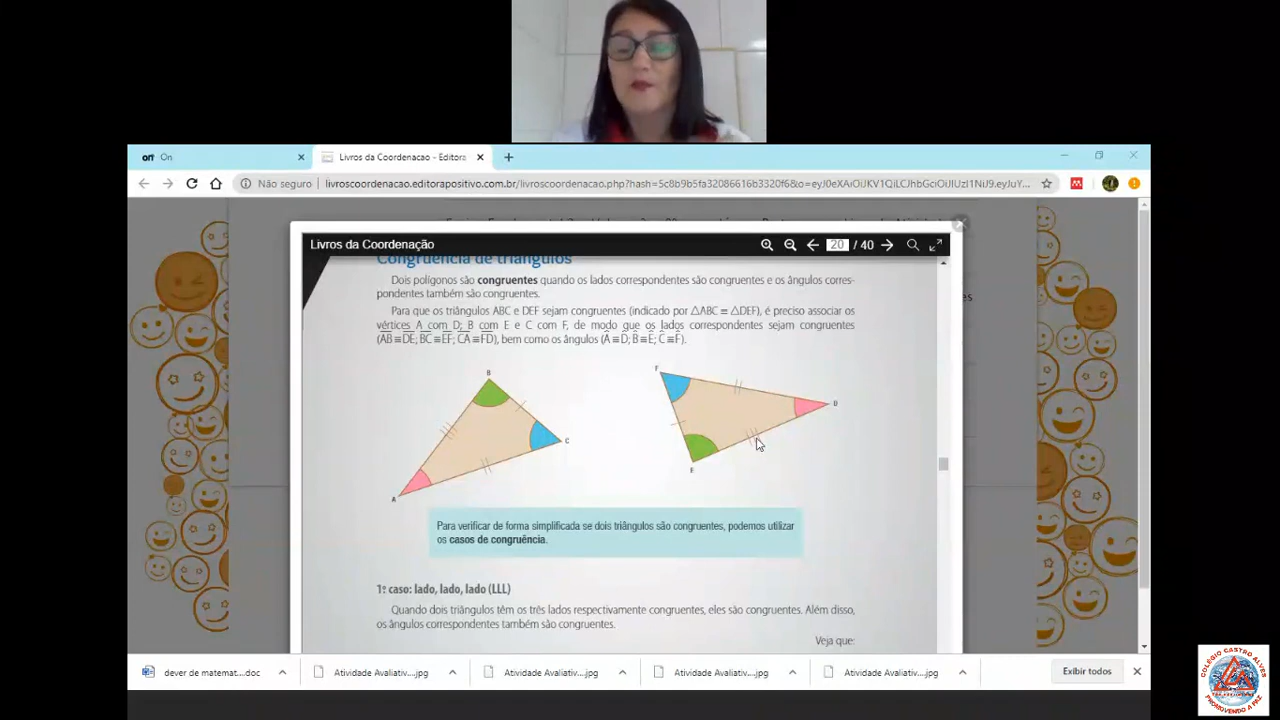 On
Livros da Coordenacao - Editora
Não seguro
livroscoordenacao.editorapositivo.com.br/livroscoordenacao.php?hash=5c8b9b5fa32086616b3320f6&o=eyJ0eXAiOiJKV1QiLCJhbGciOiJIUzI1NiJ9.eyJuY...
Livros da Coordenação
20 / 40
Congruência de triângulos
Dois polígonos são congruentes quando os lados correspondentes são congruentes e os ângulos corres-
pondentes também são congruentes.
Para que os triângulos ABC e DEF sejam congruentes (indicado por △ABC ≡ △DEF), é preciso associar os
vértices A com D; B com E e C com F, de modo que os lados correspondentes sejam congruentes
(AB ≡ DE; BC ≡ EF; CA ≡ FD), bem como os ângulos (Â ≡ D̂; B̂ ≡ Ê; Ĉ ≡ F̂).
B
C
A
F
D
E
Para verificar de forma simplificada se dois triângulos são congruentes, podemos utilizar
os casos de congruência.
1º. caso: lado, lado, lado (LLL)
Quando dois triângulos têm os três lados respectivamente congruentes, eles são congruentes. Além disso,
os ângulos correspondentes também são congruentes.
Veja que:
dever de matemat....doc
Atividade Avaliativ....jpg
Atividade Avaliativ....jpg
Atividade Avaliativ....jpg
Atividade Avaliativ....jpg
Exibir todos
COLÉGIO CASTRO ALVES
PROMOVENDO A PAZ